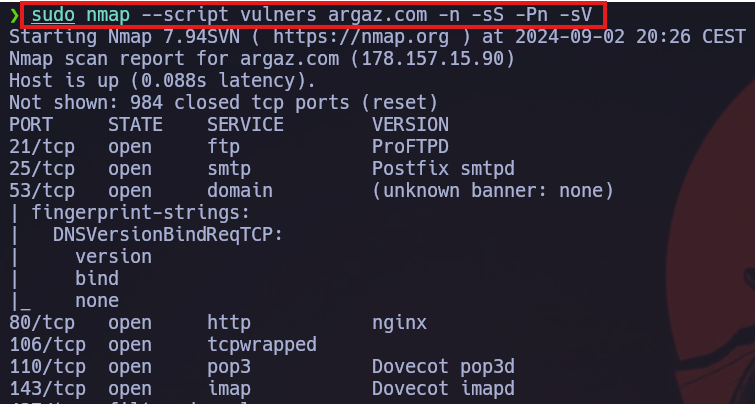 ❯ sudo nmap --script vulners argaz.com -n -sS -Pn -sV
Starting Nmap 7.94SVN ( https://nmap.org ) at 2024-09-02 20:26 CEST
Nmap scan report for argaz.com (178.157.15.90)
Host is up (0.088s latency).
Not shown: 984 closed tcp ports (reset)
PORT    STATE    SERVICE        VERSION
21/tcp  open     ftp            ProFTPD
25/tcp  open     smtp           Postfix smtpd
53/tcp  open     domain         (unknown banner: none)
| fingerprint-strings:
|   DNSVersionBindReqTCP:
|     version
|     bind
|_    none
80/tcp  open     http           nginx
106/tcp open     tcpwrapped
110/tcp open     pop3           Dovecot pop3d
143/tcp open     imap           Dovecot imapd